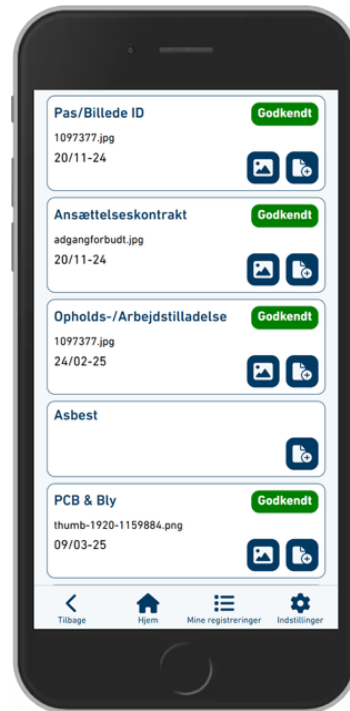 Pas/Billede ID
Godkendt
1097377.jpg
20/11-24
Ansættelseskontrakt
Godkendt
adgangforbudt.jpg
20/11-24
Opholds-/Arbejdstilladelse
Godkendt
1097377.jpg
24/02-25
Asbest
PCB & Bly
Godkendt
thumb-1920-1159884.png
09/03-25
Tilbage
Hjem
Mine registreringer
Indstillinger